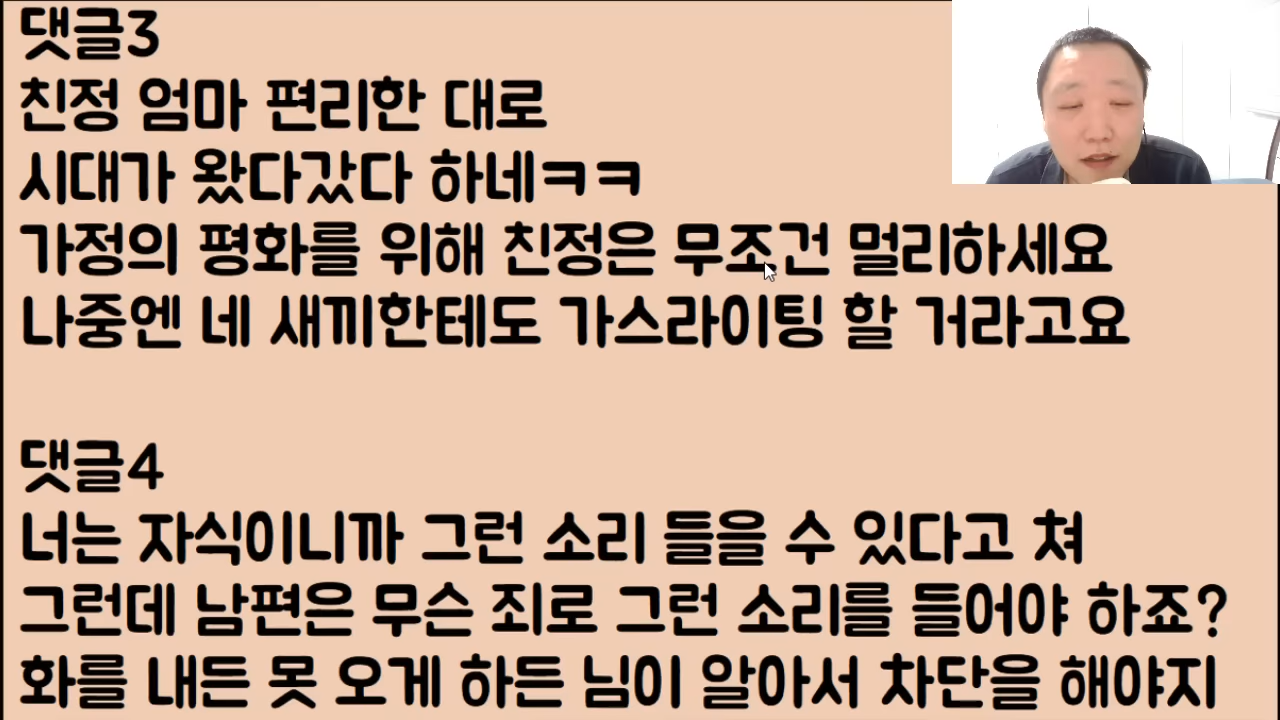 댓글3
친정 엄마 편리한 대로
시대가 왔다갔다 하네ㅋㅋ
가정의 평화를 위해 친정은 무조건 멀리하세요
나중엔 네 새끼한테도 가스라이팅 할 거라고요
댓글4
너는 자식이니까 그런 소리 들을 수 있다고 쳐
그런데 남편은 무슨 죄로 그런 소리를 들어야 하죠?
화를 내든 못 오게 하든 님이 알아서 차단을 해야지